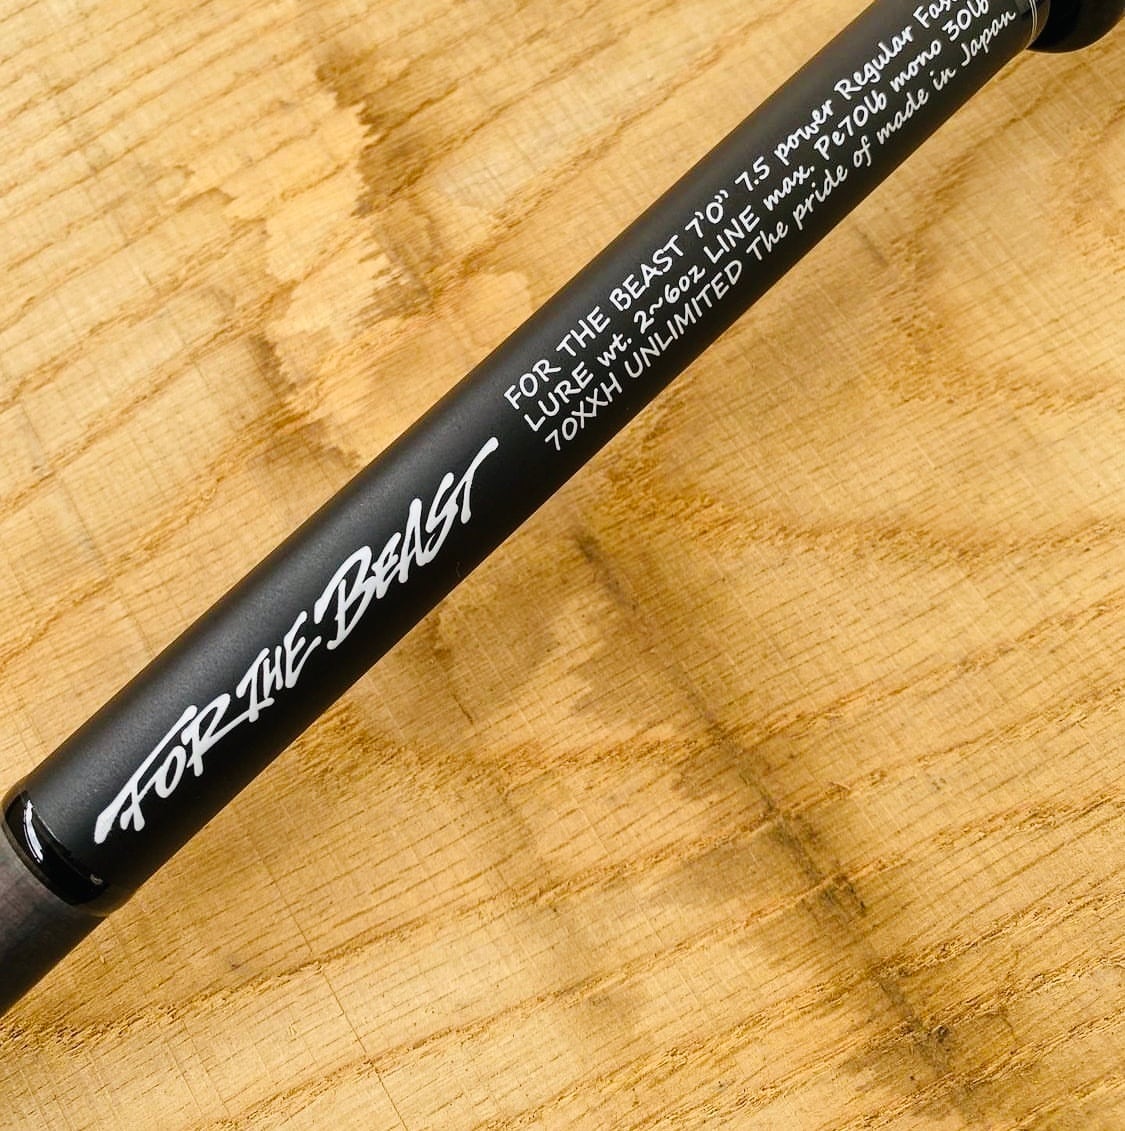 FOR THE BEAST
FOR THE BEAST 7'0" 7.5 power Regular Fas
LURE wt. 2~6oz LINE max. Pe70lb mono 30lb
70XXH UNLIMITED The pride of made in Japan